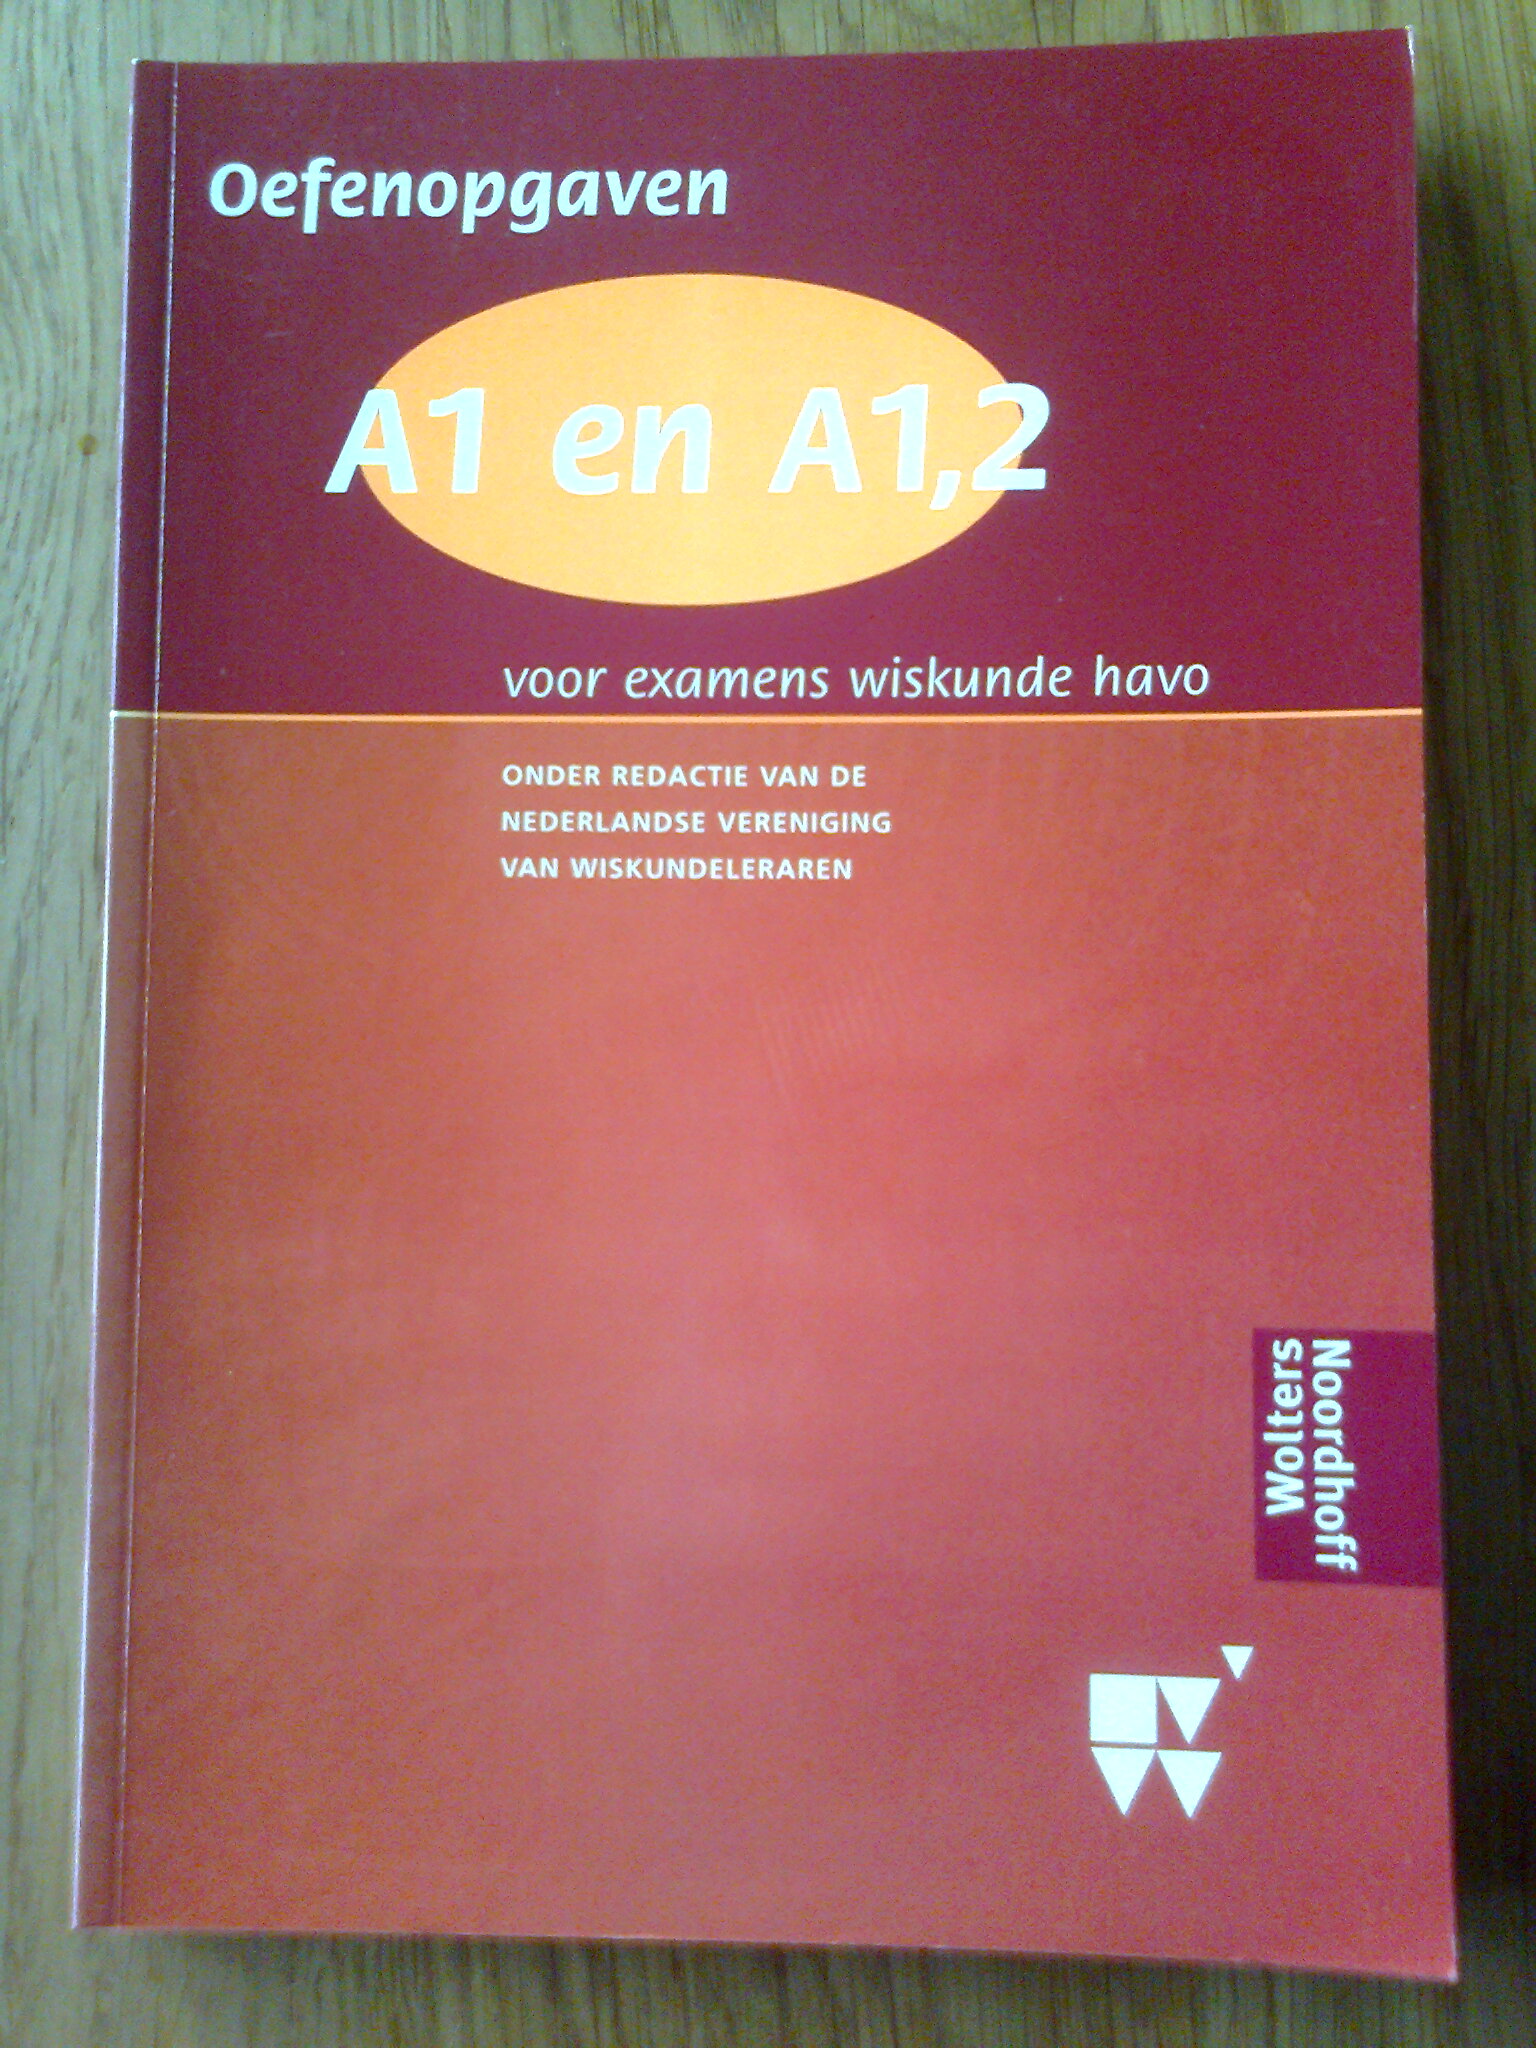 Oefenopgaven
A1 en A1,2
voor examens wiskunde havo
ONDER REDACTIE VAN DE
NEDERLANDSE VERENIGING
VAN WISKUNDELERAREN
Wolters
Noordhoff